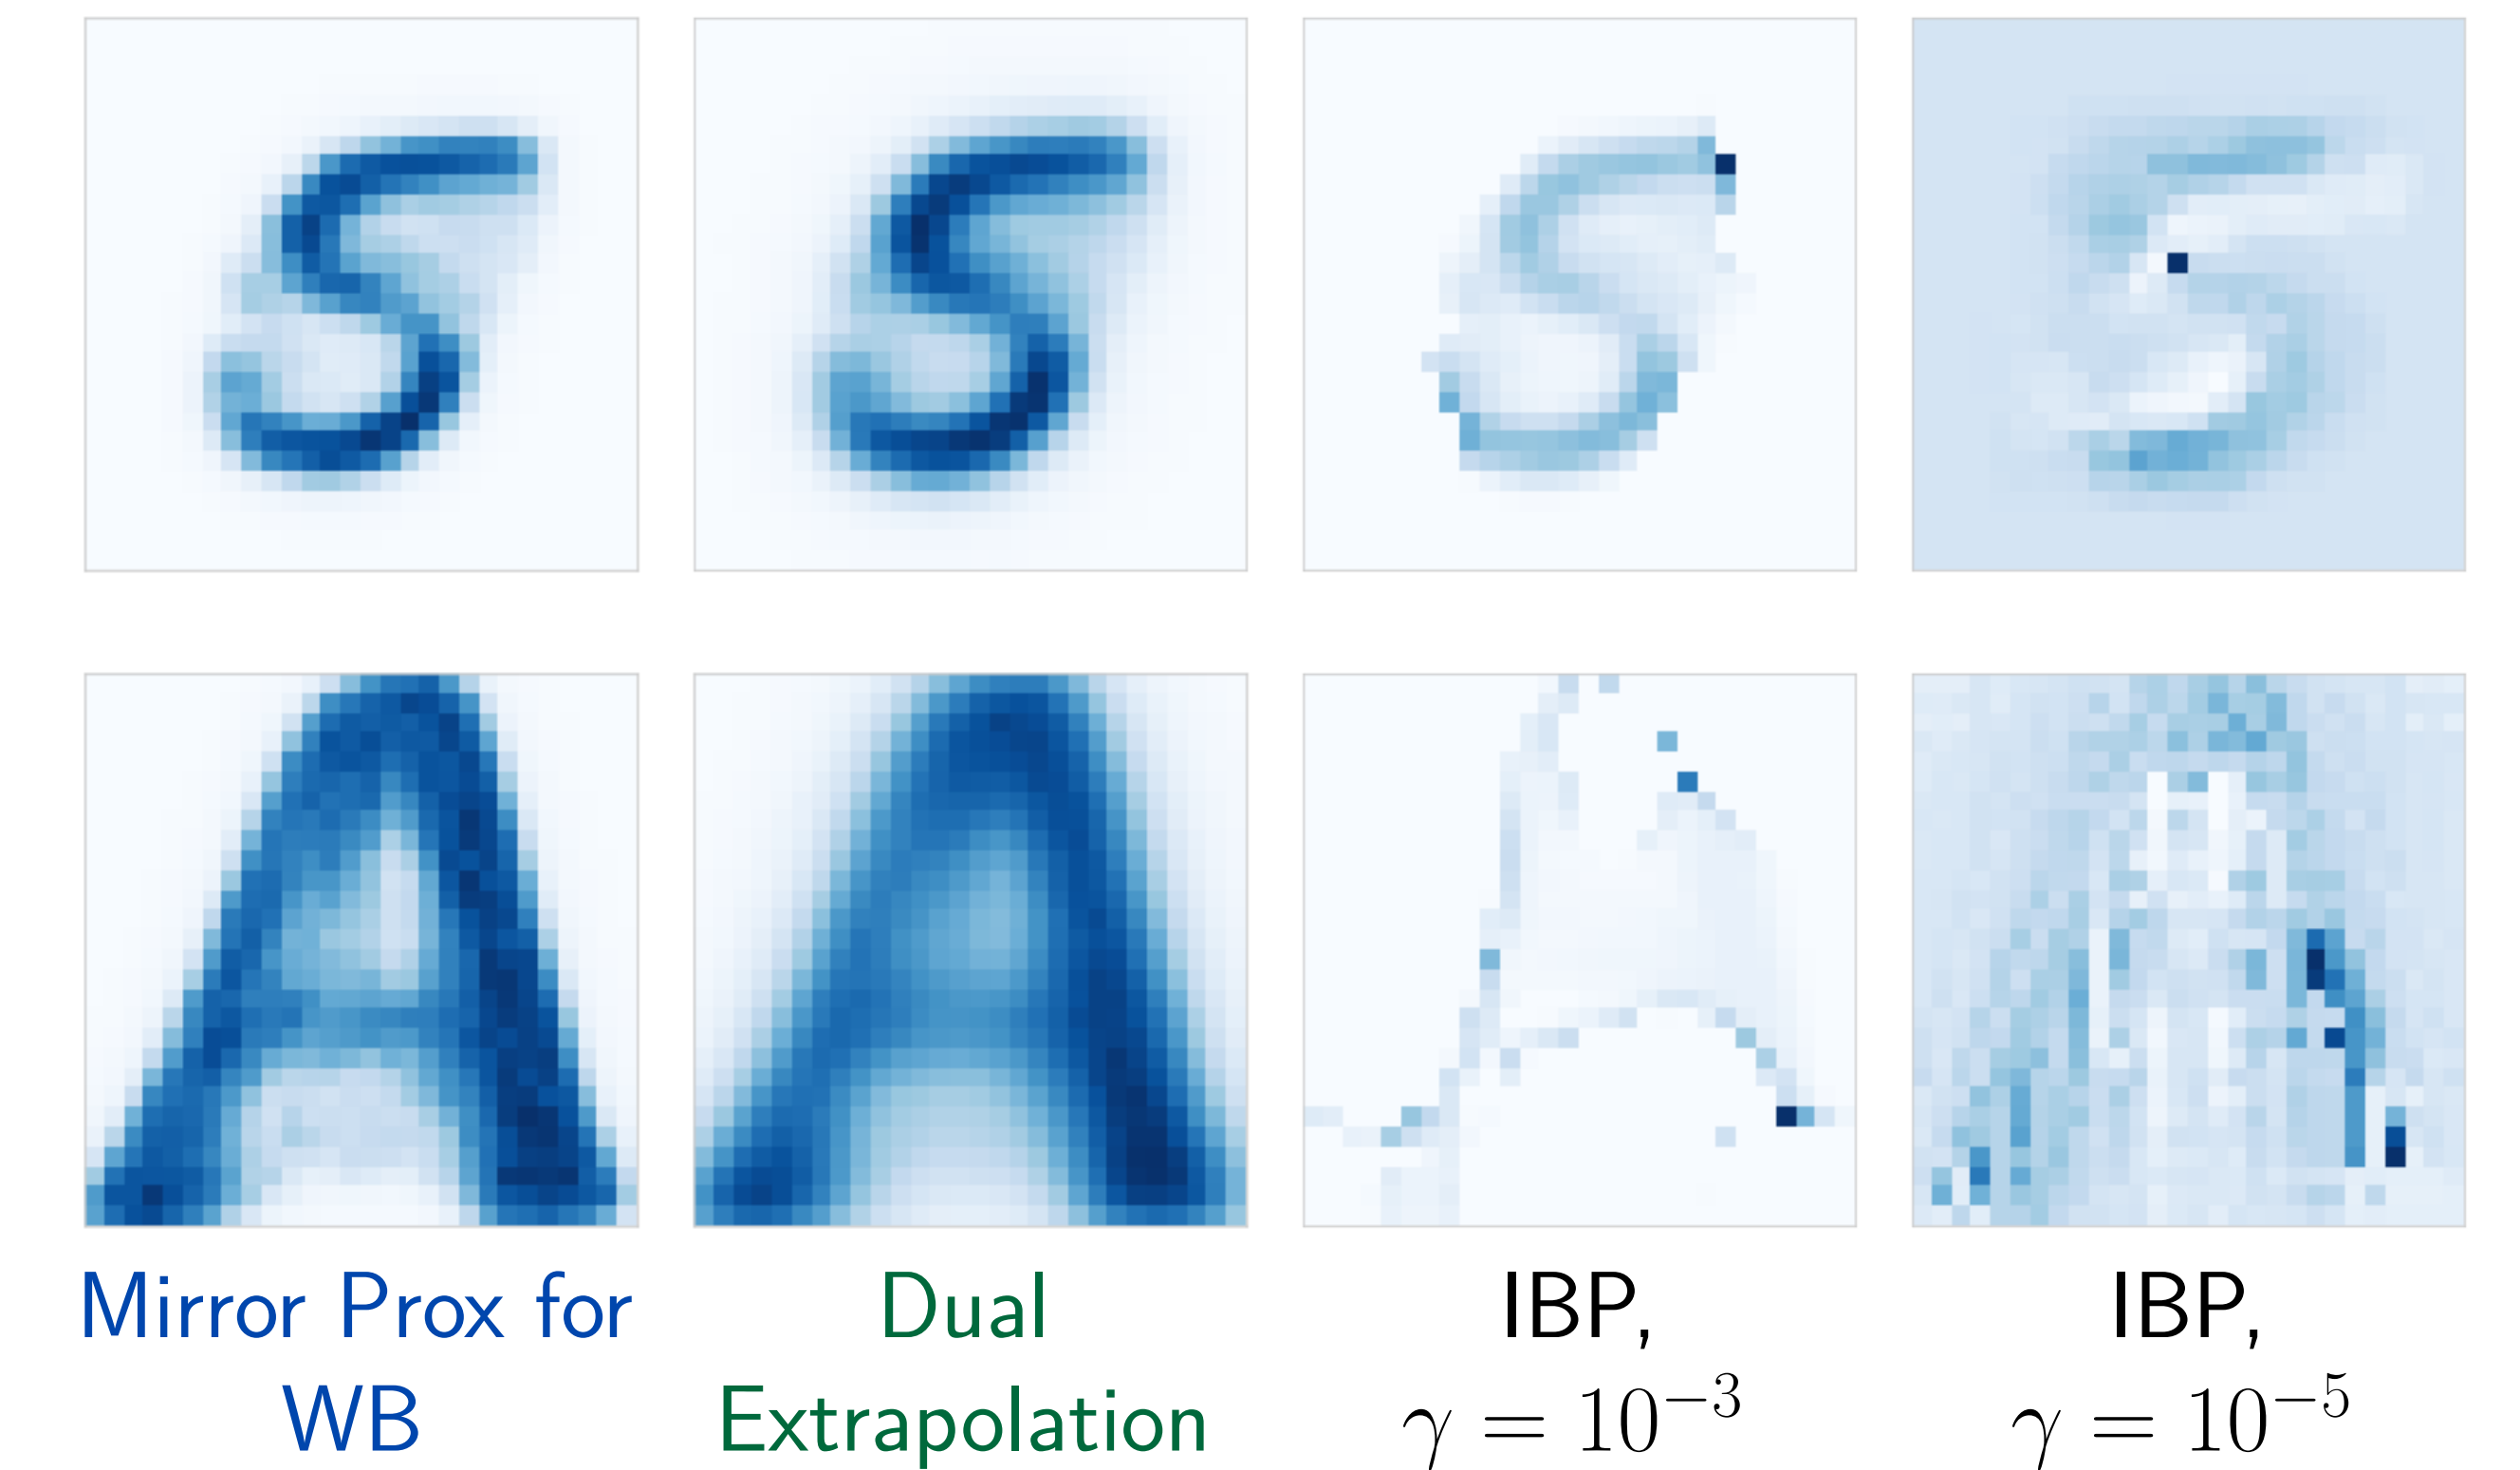 Mirror Prox for
WB
Dual
Extrapolation
IBP,
γ = 10⁻³
IBP,
γ = 10⁻⁵